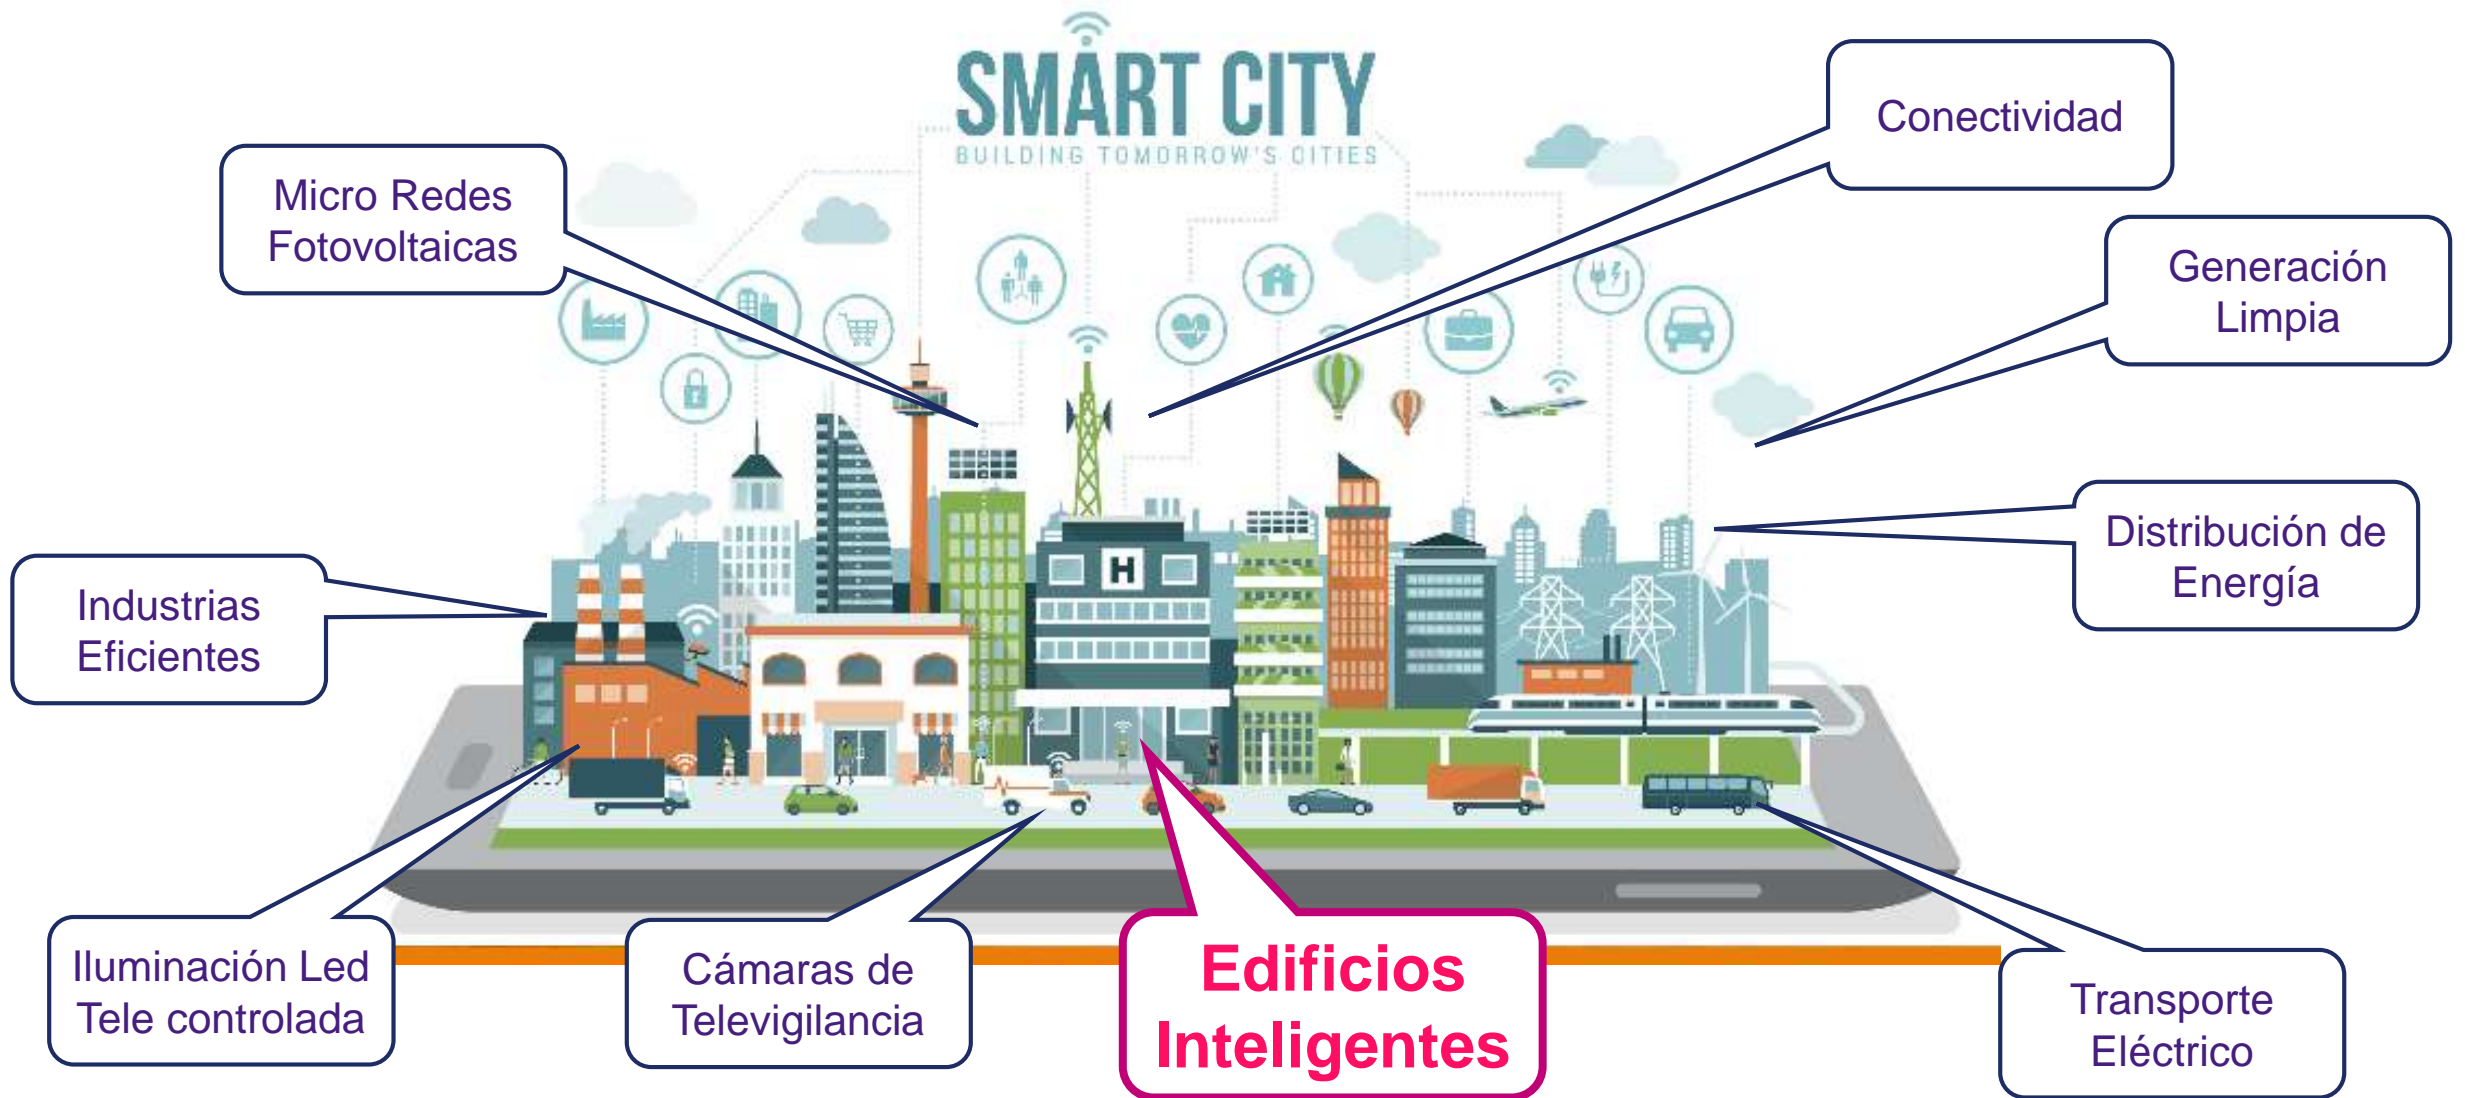 SMART CITY
BUILDING TOMORROW'S CITIES
Conectividad
Micro Redes
Fotovoltaicas
Generación
Limpia
Distribución de
Energía
H
Industrias
Eficientes
Iluminación Led
Tele controlada
Cámaras de
Televigilancia
Edificios
Inteligentes
Transporte
Eléctrico